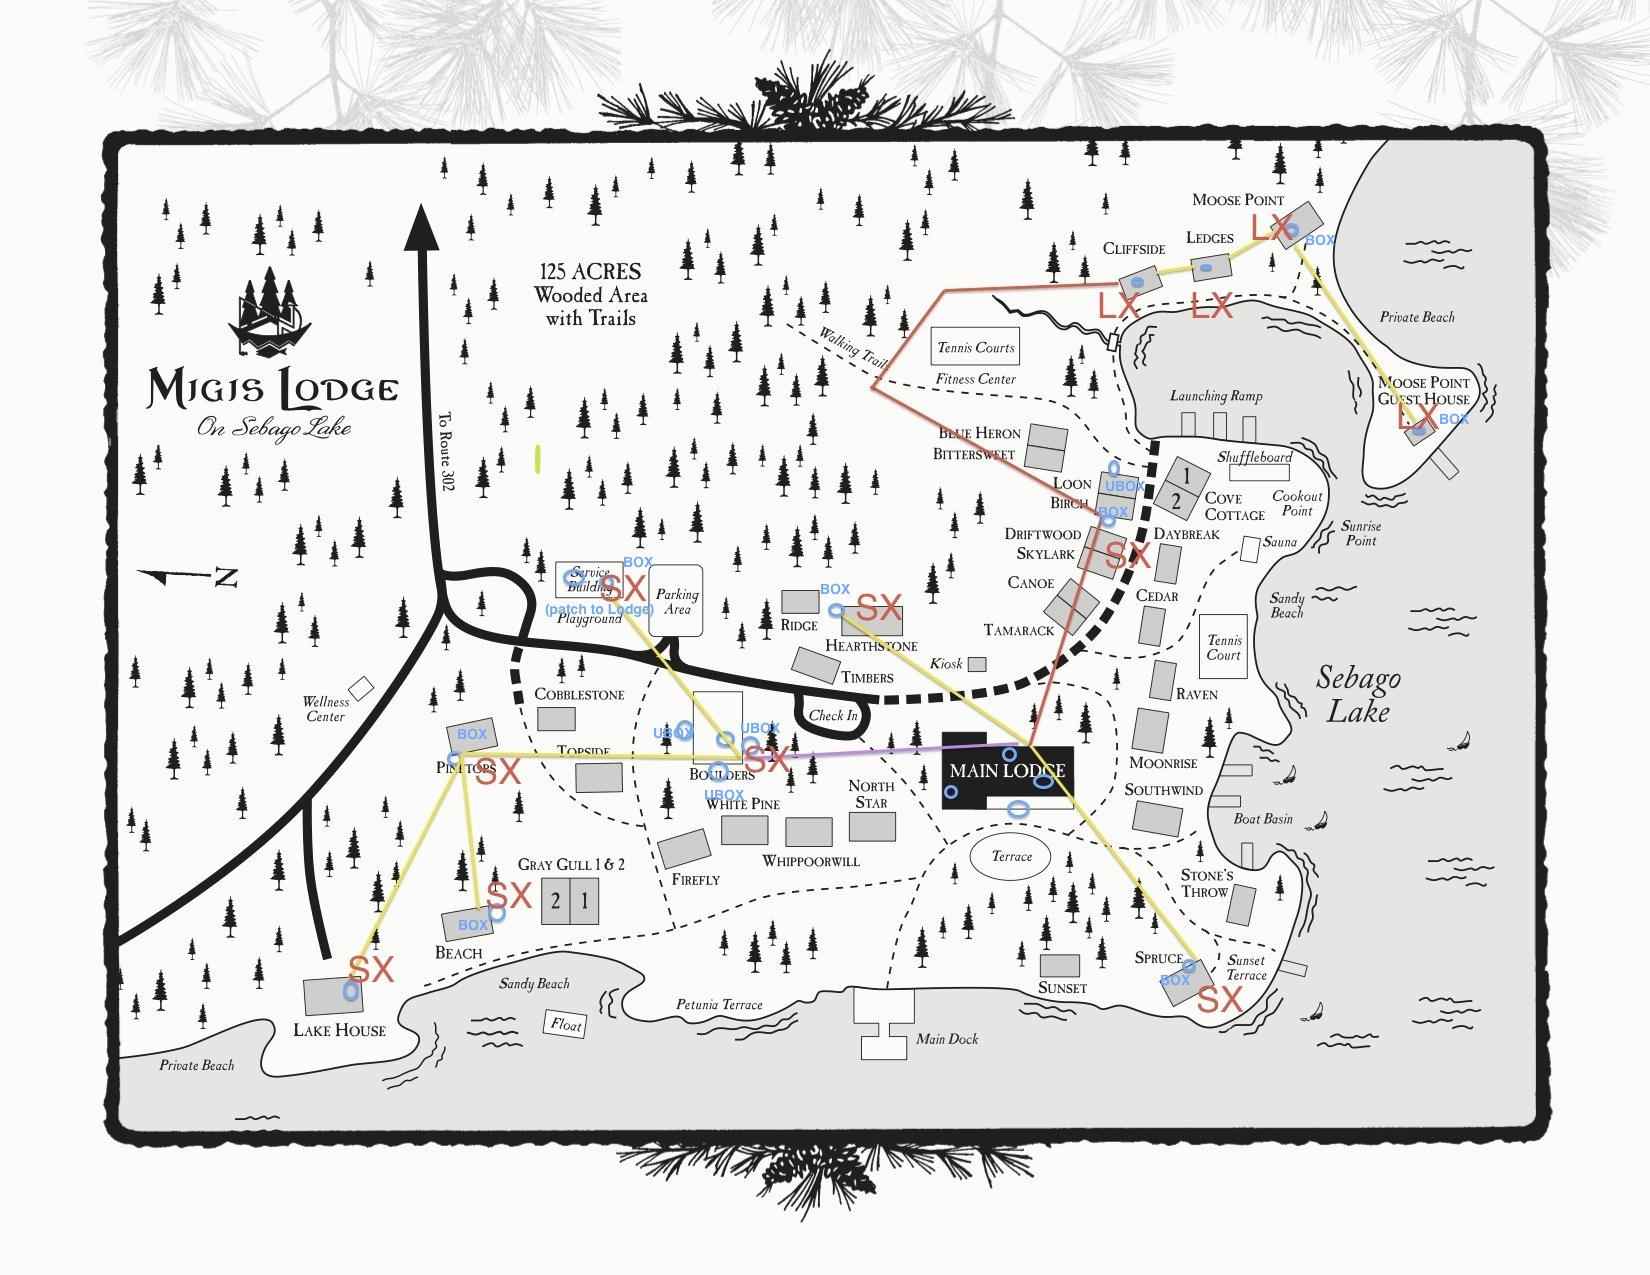 MOOSE POINT
LX
BOX
LEDGES
CLIFFSIDE
LX
LX
125 ACRES
Wooded Area
with Trails
Private Beach
Walking Trail
Tennis Courts
Fitness Center
MIGIS LODGE
On Sebago Lake
To Route 302
Launching Ramp
MOOSE POINT
GUEST HOUSE
LX
BOX
BLUE HERON
BITTERSWEET
Shuffleboard
LOON
UBOX
1
2
BIRCH
BOX
COVE
COTTAGE
Cookout
Point
Sunrise
Point
DRIFTWOOD
SKYLARK
SX
DAYBREAK
Sauna
N
Service
Building
BOX
SX
(patch to Lodge)
Playground
Parking
Area
BOX
SX
RIDGE
HEARTHSTONE
CANOE
CEDAR
Sandy
Beach
TAMARACK
Tennis
Court
Kiosk
TIMBERS
Sebago
Lake
Wellness
Center
COBBLESTONE
RAVEN
Check In
BOX
UBOX
UBOX
PINETOPS
SX
TOPSIDE
BOULDERS
SX
MAIN LODGE
MOONRISE
UBOX
WHITE PINE
NORTH
STAR
SOUTHWIND
Boat Basin
WHIPPOORWILL
FIREFLY
Terrace
GRAY GULL 1 & 2
2
1
SX
BOX
BEACH
STONE'S
THROW
SX
LAKE HOUSE
Sandy Beach
Float
Petunia Terrace
Main Dock
SUNSET
SPRUCE
BOX
SX
Sunset
Terrace
Private Beach